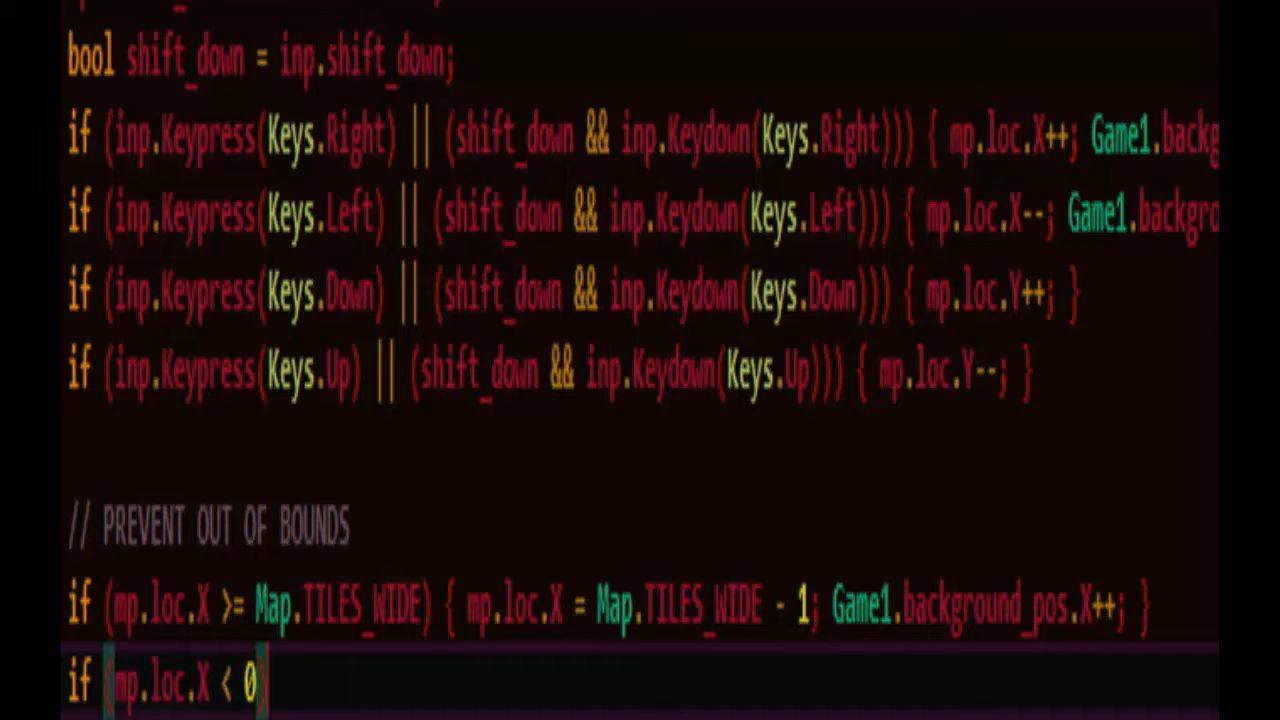 bool shift_down = inp.shift_down;
if (inp.Keypress(Keys.Right) || (shift_down && inp.Keydown(Keys.Right))) { mp.loc.X++; Game1.backg
if (inp.Keypress(Keys.Left) || (shift_down && inp.Keydown(Keys.Left))) { mp.loc.X--; Game1.backgro
if (inp.Keypress(Keys.Down) || (shift_down && inp.Keydown(Keys.Down))) { mp.loc.Y++; }
if (inp.Keypress(Keys.Up) || (shift_down && inp.Keydown(Keys.Up))) { mp.loc.Y--; }
// PREVENT OUT OF BOUNDS
if (mp.loc.X >= Map.TILES_WIDE) { mp.loc.X = Map.TILES_WIDE - 1; Game1.background_pos.X++; }
if (mp.loc.X < 0)